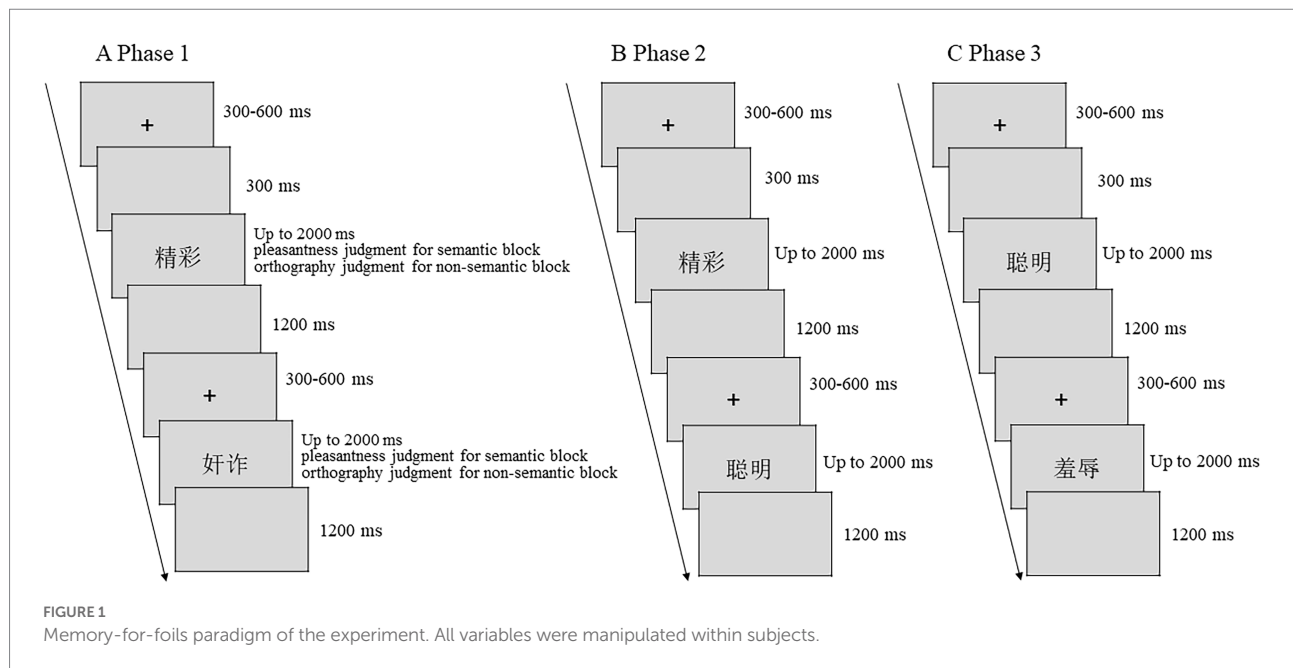 A Phase 1
+
300-600 ms
300 ms
精彩
Up to 2000 ms
pleasantness judgment for semantic block
orthography judgment for non-semantic block
1200 ms
+
300-600 ms
奸诈
Up to 2000 ms
pleasantness judgment for semantic block
orthography judgment for non-semantic block
1200 ms
B Phase 2
+
300-600 ms
300 ms
精彩
Up to 2000 ms
1200 ms
+
300-600 ms
聪明
Up to 2000 ms
1200 ms
C Phase 3
+
300-600 ms
300 ms
聪明
Up to 2000 ms
1200 ms
+
300-600 ms
羞辱
Up to 2000 ms
1200 ms
FIGURE 1
Memory-for-foils paradigm of the experiment. All variables were manipulated within subjects.